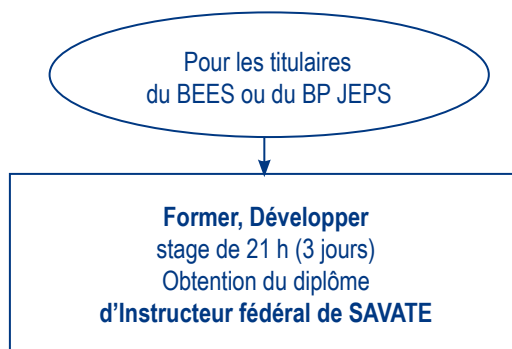 Pour les titulaires
du BEES ou du BP JEPS
Former, Développer
stage de 21 h (3 jours)
Obtention du diplôme
d'Instructeur fédéral de SAVATE